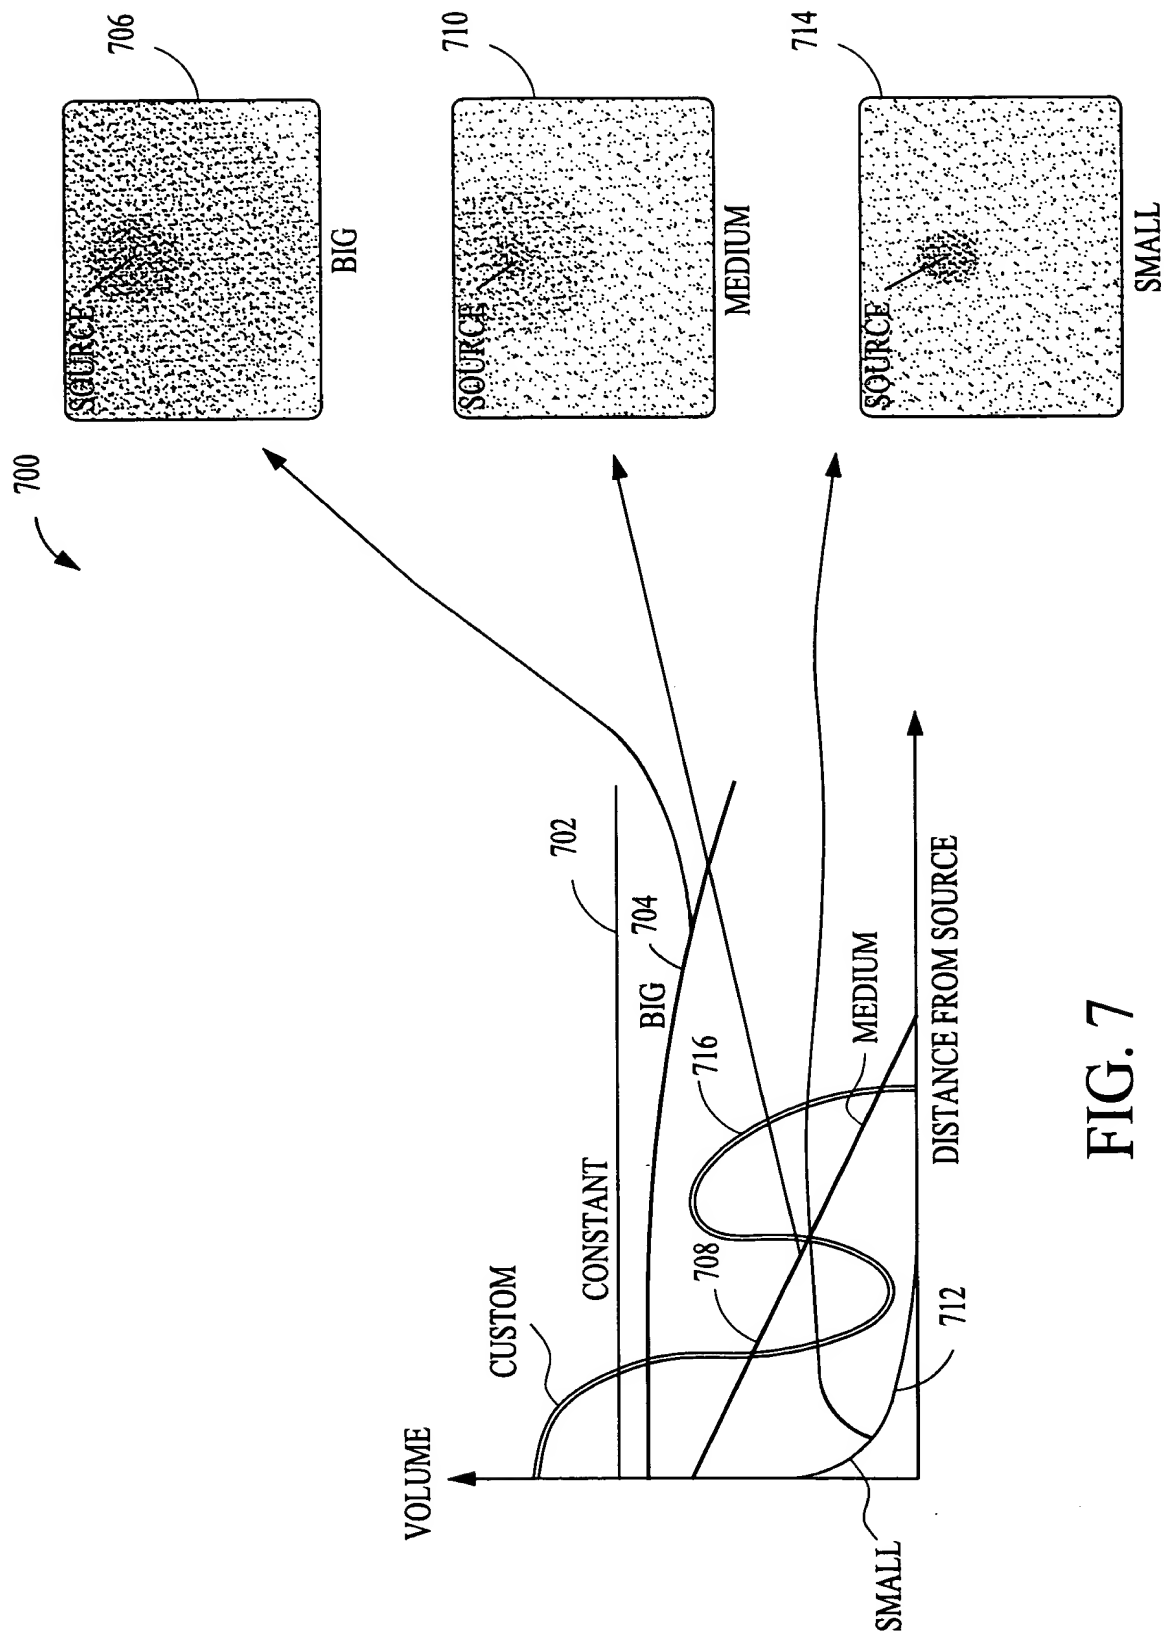 700
706
SOURCE
BIG
710
SOURCE
MEDIUM
714
SOURCE
SMALL
VOLUME
CUSTOM
CONSTANT
702
704
BIG
716
708
MEDIUM
712
SMALL
DISTANCE FROM SOURCE
FIG. 7